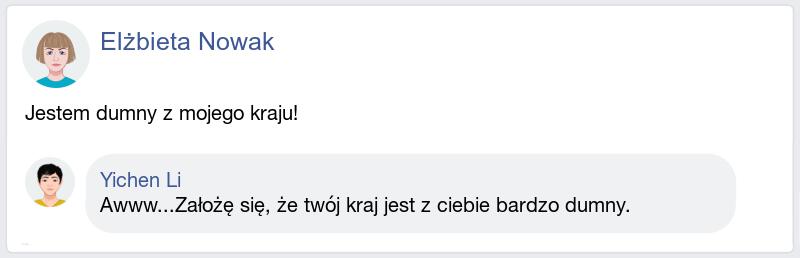 Elżbieta Nowak
Jestem dumny z mojego kraju!
Yichen Li
Awww...Założę się, że twój kraj jest z ciebie bardzo dumny.